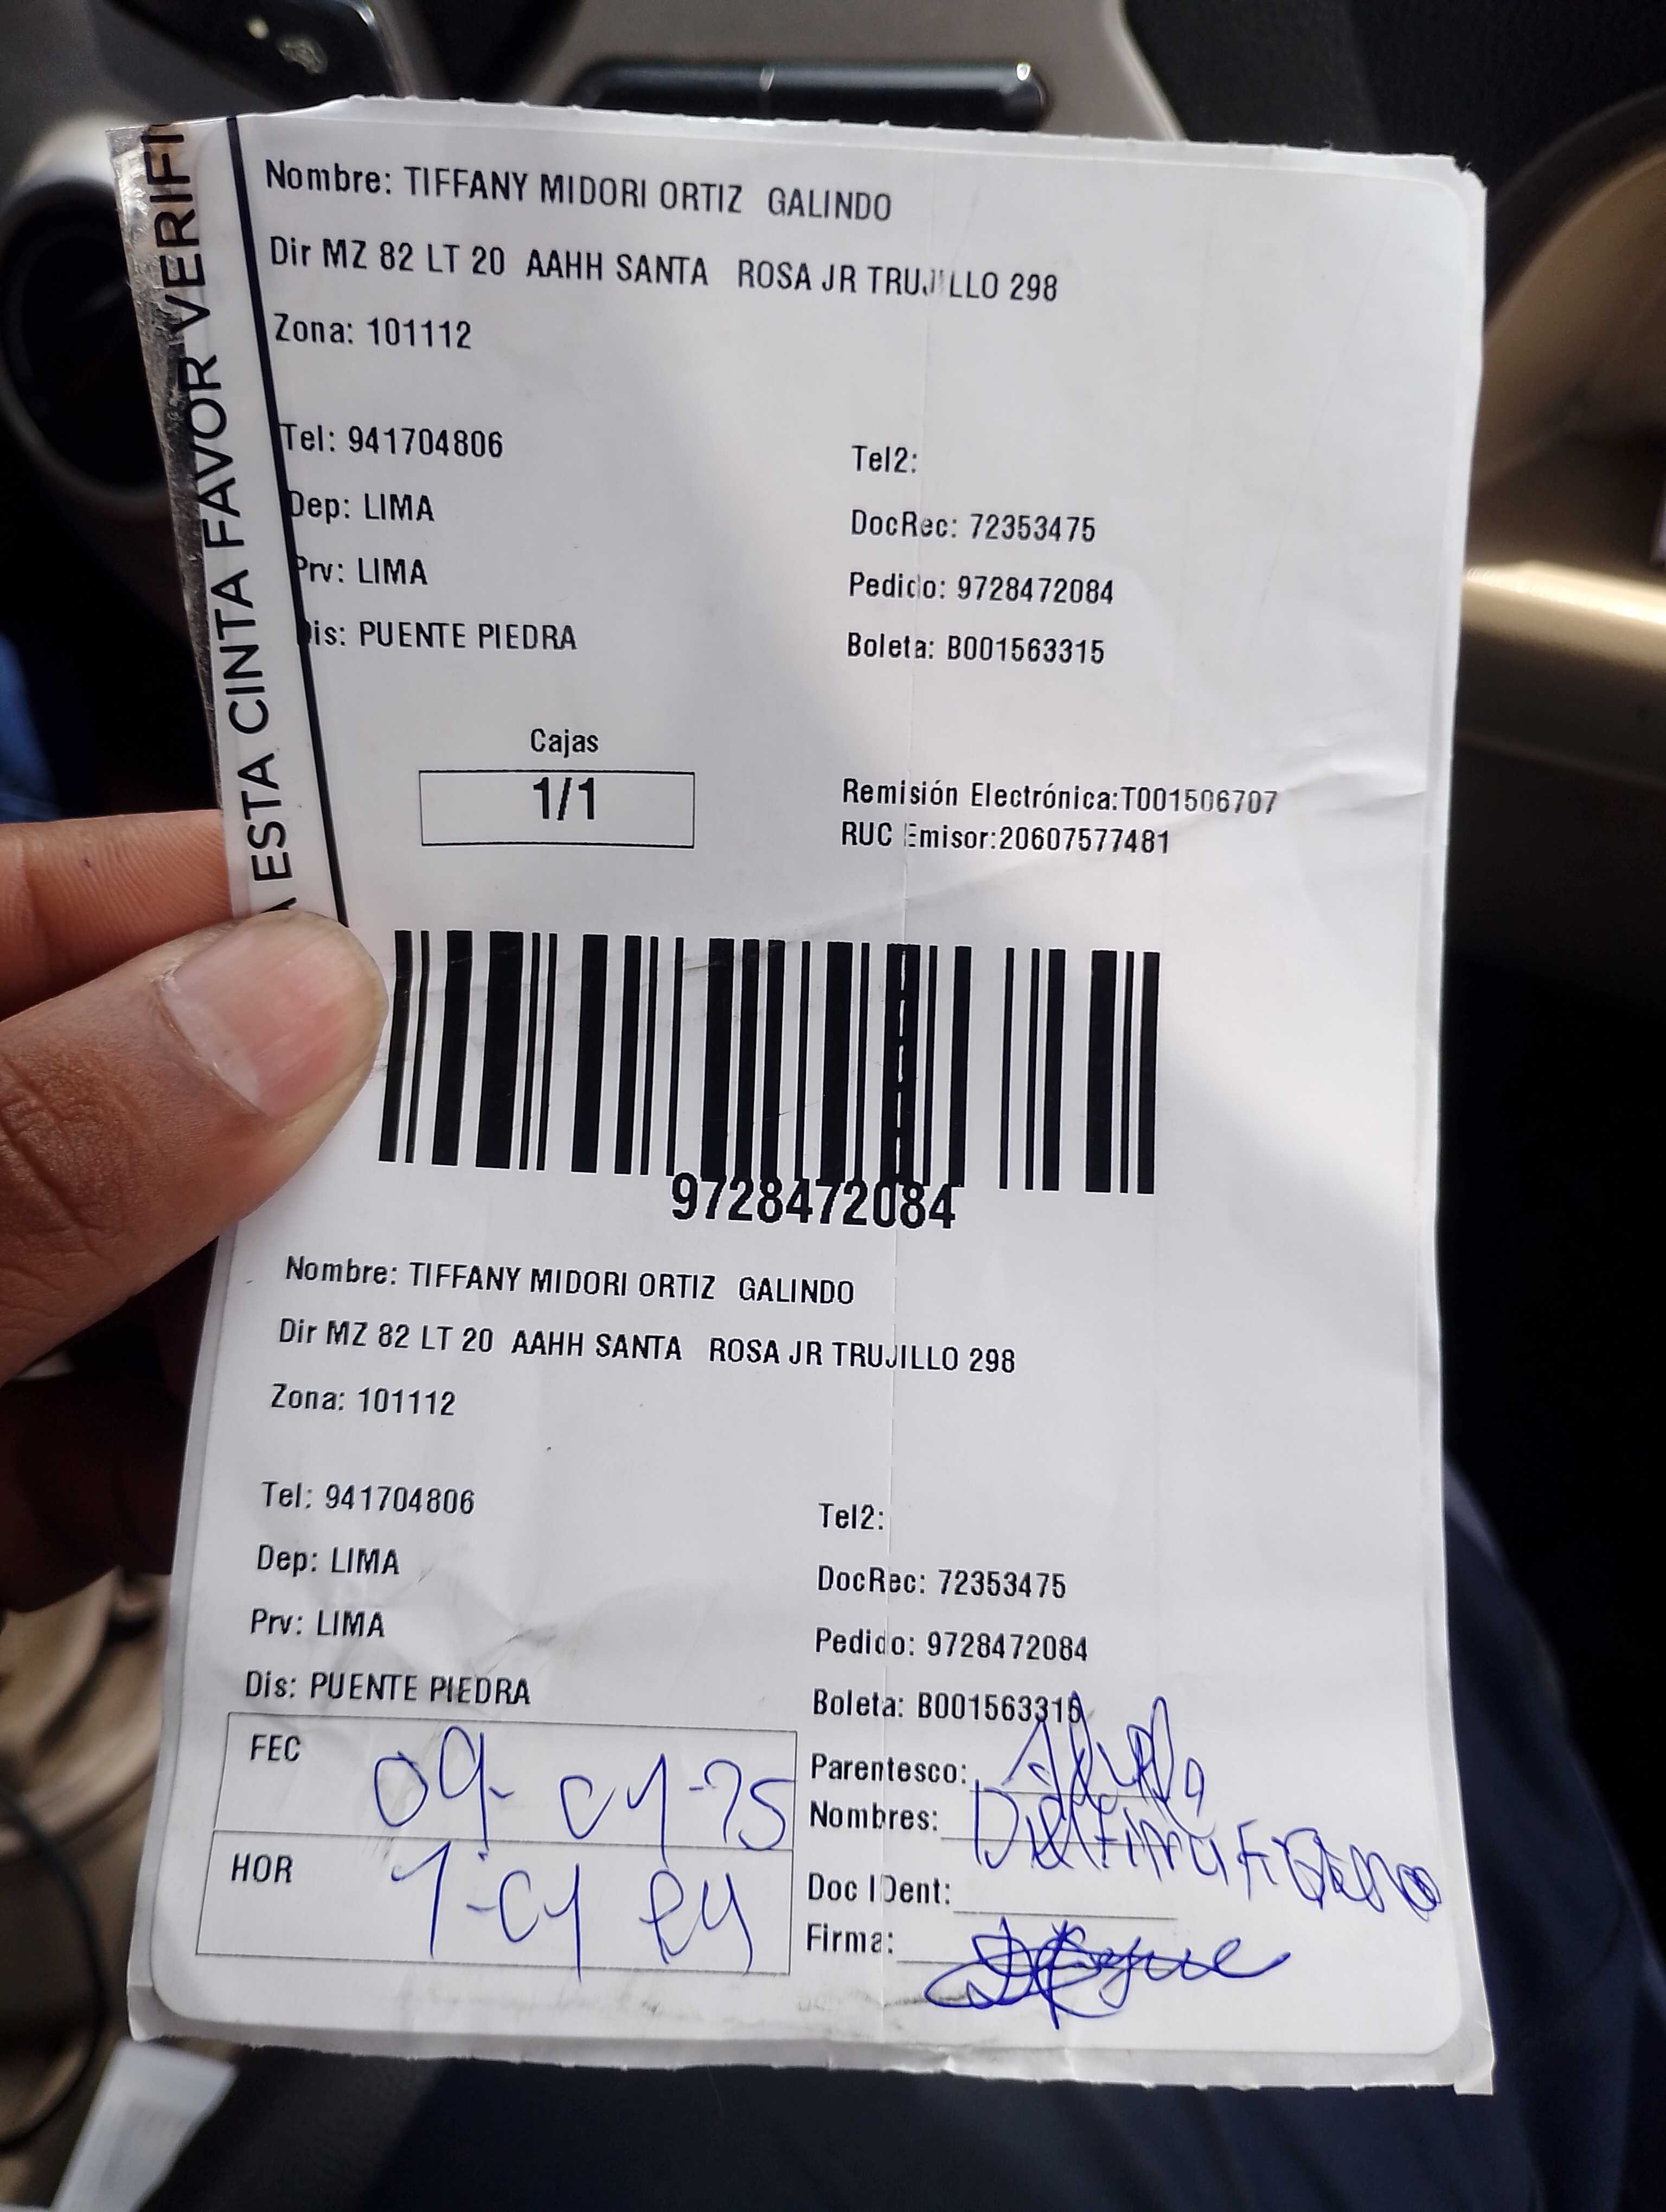 ESTA CINTA FAVOR VERIFI
Nombre: TIFFANY MIDORI ORTIZ GALINDO
Dir MZ 82 LT 20 AAHH SANTA ROSA JR TRUJILLO 298
Zona: 101112
Tel: 941704806
Tel2:
Dep: LIMA
DocRec: 72353475
Prv: LIMA
Pedido: 9728472084
Dis: PUENTE PIEDRA
Boleta: B001563315
Cajas
1/1
Remisión Electrónica:T001506707
RUC Emisor:20607577481
9728472084
Nombre: TIFFANY MIDORI ORTIZ GALINDO
Dir MZ 82 LT 20 AAHH SANTA ROSA JR TRUJILLO 298
Zona: 101112
Tel: 941704806
Tel2:
Dep: LIMA
DocRec: 72353475
Prv: LIMA
Pedido: 9728472084
Dis: PUENTE PIEDRA
Boleta: B001563315
FEC
Parentesco:
Nombres:
HOR
Doc IDent:
Firma: